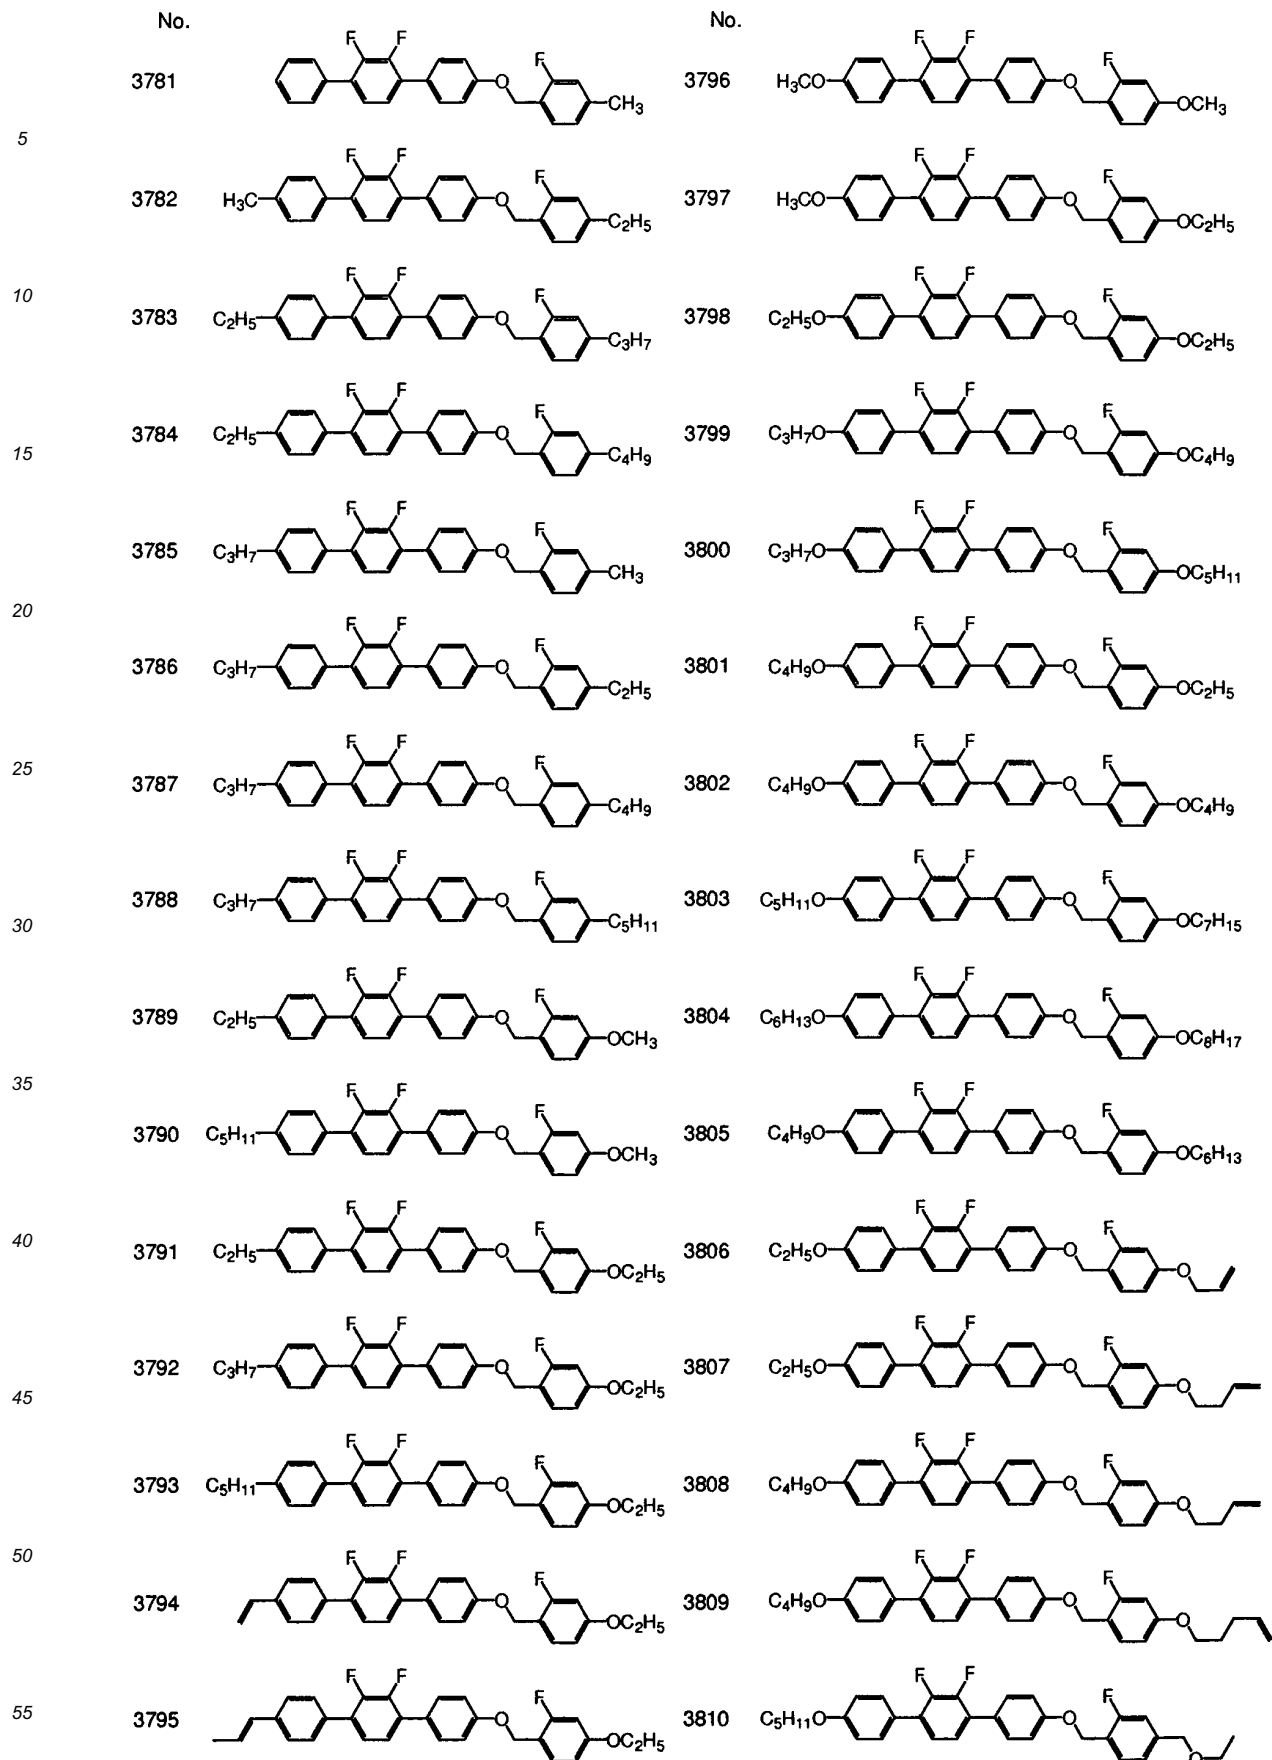 No. No.
3781 F F O F CH3 3796 H3CO F F O F OCH3
5
3782 H3C F F O F C2H5 3797 H3CO F F O F OC2H5
10
3783 C2H5 F F O F C3H7 3798 C2H5O F F O F OC2H5
3784 C2H5 F F O F C4H9 3799 C3H7O F F O F OC4H9
15
3785 C3H7 F F O F CH3 3800 C3H7O F F O F OC5H11
20
3786 C3H7 F F O F C2H5 3801 C4H9O F F O F OC2H5
25
3787 C3H7 F F O F C4H9 3802 C4H9O F F O F OC4H9
3788 C3H7 F F O F C5H11 3803 C5H11O F F O F OC7H15
30
3789 C2H5 F F O F OCH3 3804 C6H13O F F O F OC8H17
35
3790 C5H11 F F O F OCH3 3805 C4H9O F F O F OC6H13
40
3791 C2H5 F F O F OC2H5 3806 C2H5O F F O F O
3792 C3H7 F F O F OC2H5 3807 C2H5O F F O F O
45
3793 C5H11 F F O F OC2H5 3808 C4H9O F F O F O
50
3794 F F O F OC2H5 3809 C4H9O F F O F O
55
3795 F F O F OC2H5 3810 C5H11O F F O F O